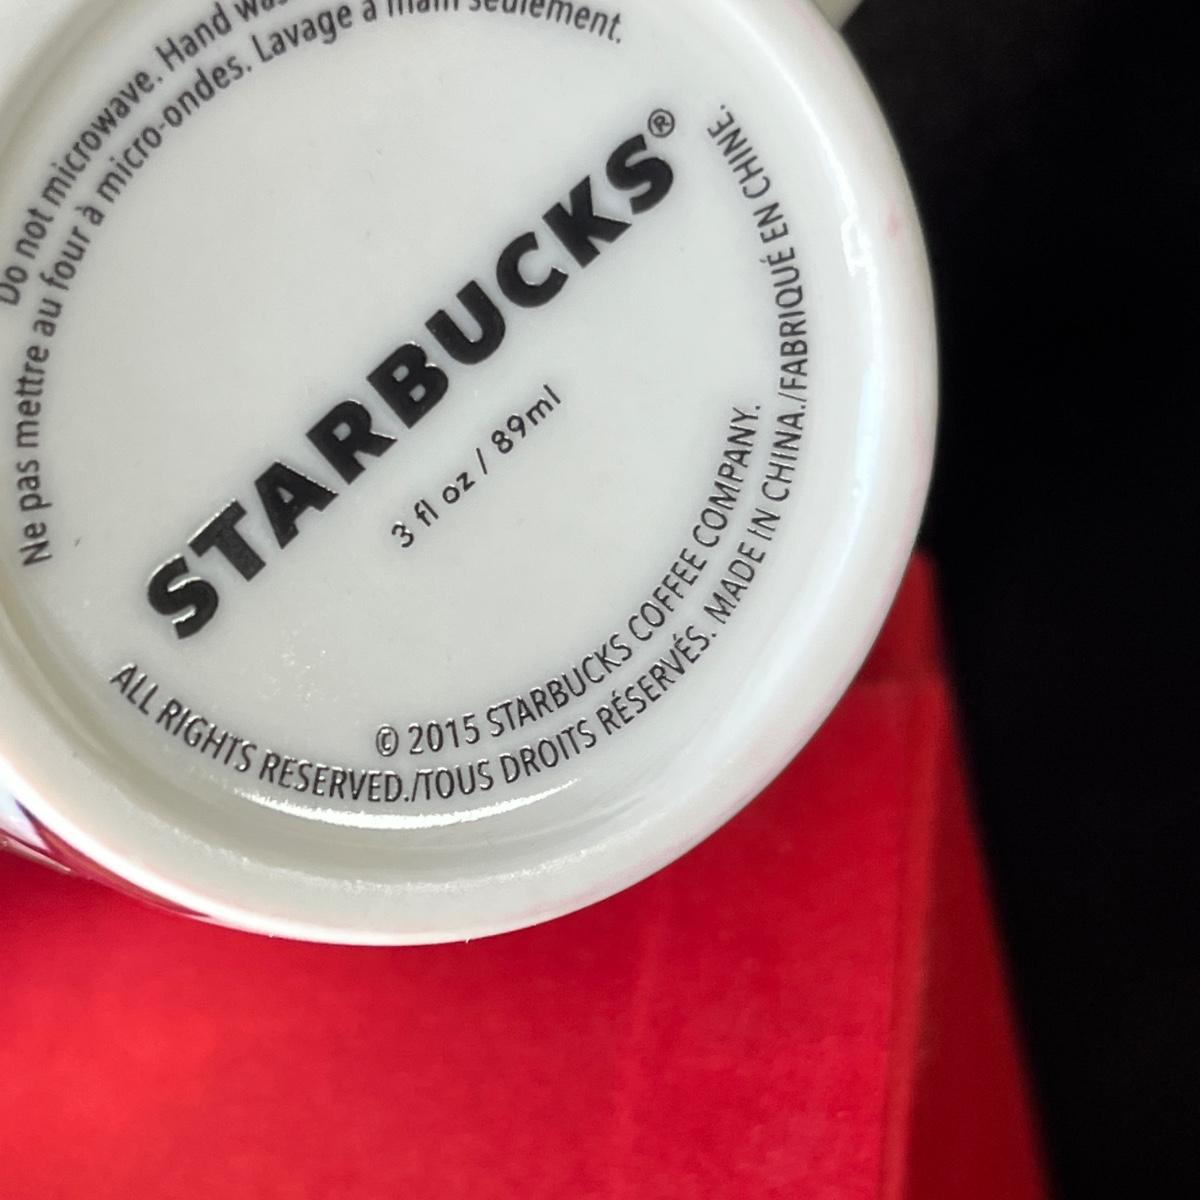 Do not microwave. Hand
Ne pas mettre au four à micro-ondes. Lavage à main seulement.
STARBUCKS®
3 fl oz / 89ml
© 2015 STARBUCKS COFFEE COMPANY.
ALL RIGHTS RESERVED./TOUS DROITS RÉSERVÉS. MADE IN CHINA./FABRIQUÉ EN CHINE.